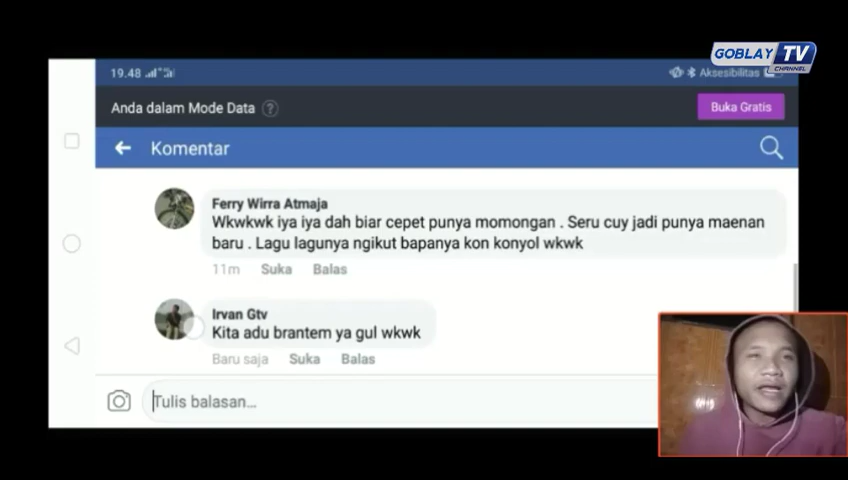 GOBLAY TV
CHANNEL
19.48
Aksesibilitas
Anda dalam Mode Data
Buka Gratis
Komentar
Ferry Wirra Atmaja
Wkwkwk iya iya dah biar cepet punya momongan . Seru cuy jadi punya maenan
baru . Lagu lagunya ngikut bapanya kon konyol wkwk
11m Suka Balas
Irvan Gtv
Kita adu brantem ya gul wkwk
Baru saja Suka Balas
Tulis balasan...